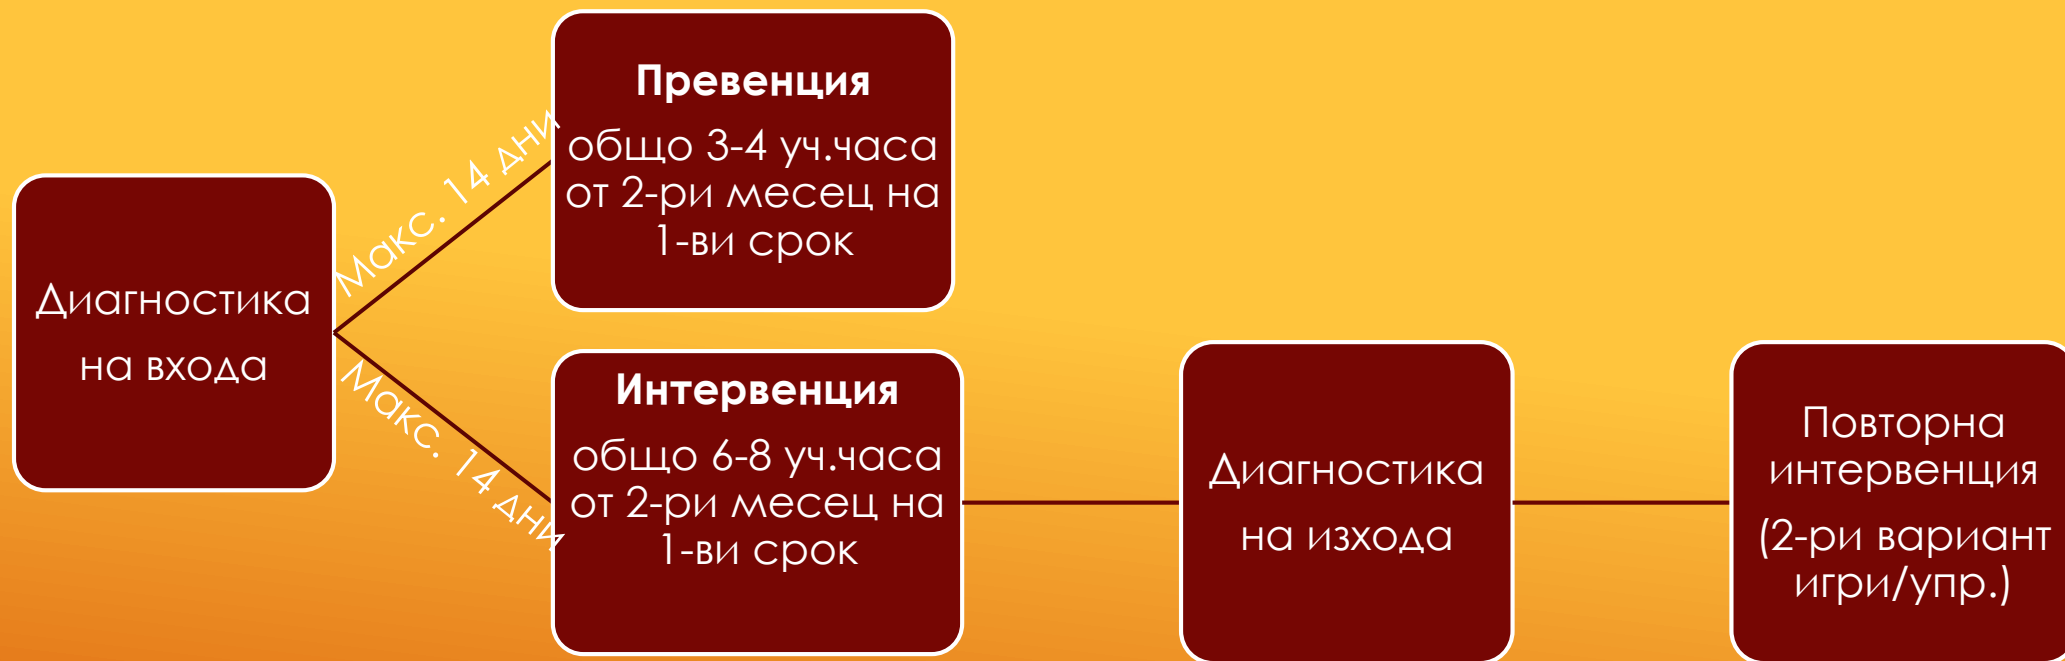 Диагностика
на входа
Макс. 14 дни
Превенция
общо 3-4 уч.часа
от 2-ри месец на
1-ви срок
Макс. 14 дни
Интервенция
общо 6-8 уч.часа
от 2-ри месец на
1-ви срок
Диагностика
на изхода
Повторна
интервенция
(2-ри вариант
игри/упр.)